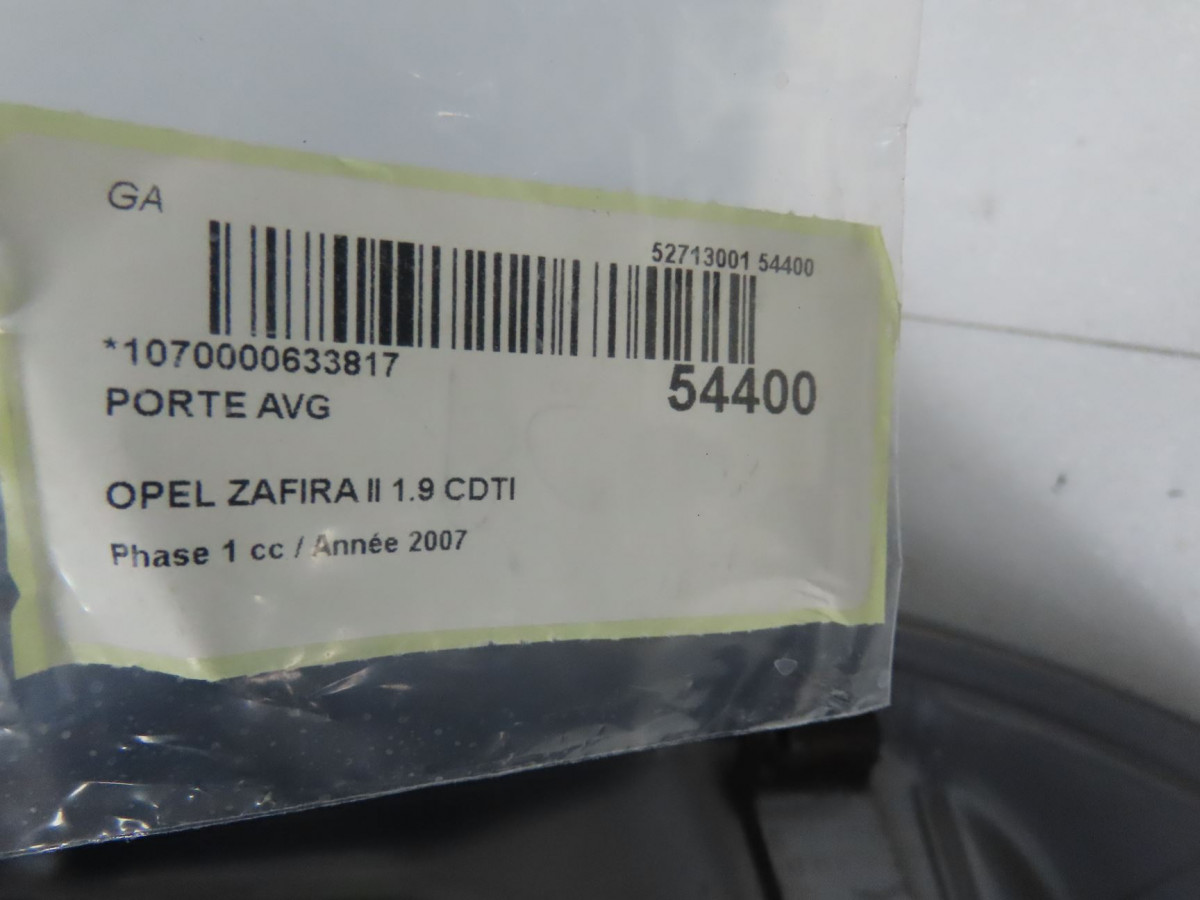 GA
52713001 54400
*1070000633817
54400
PORTE AVG
OPEL ZAFIRA II 1.9 CDTI
Phase 1 cc / Année 2007